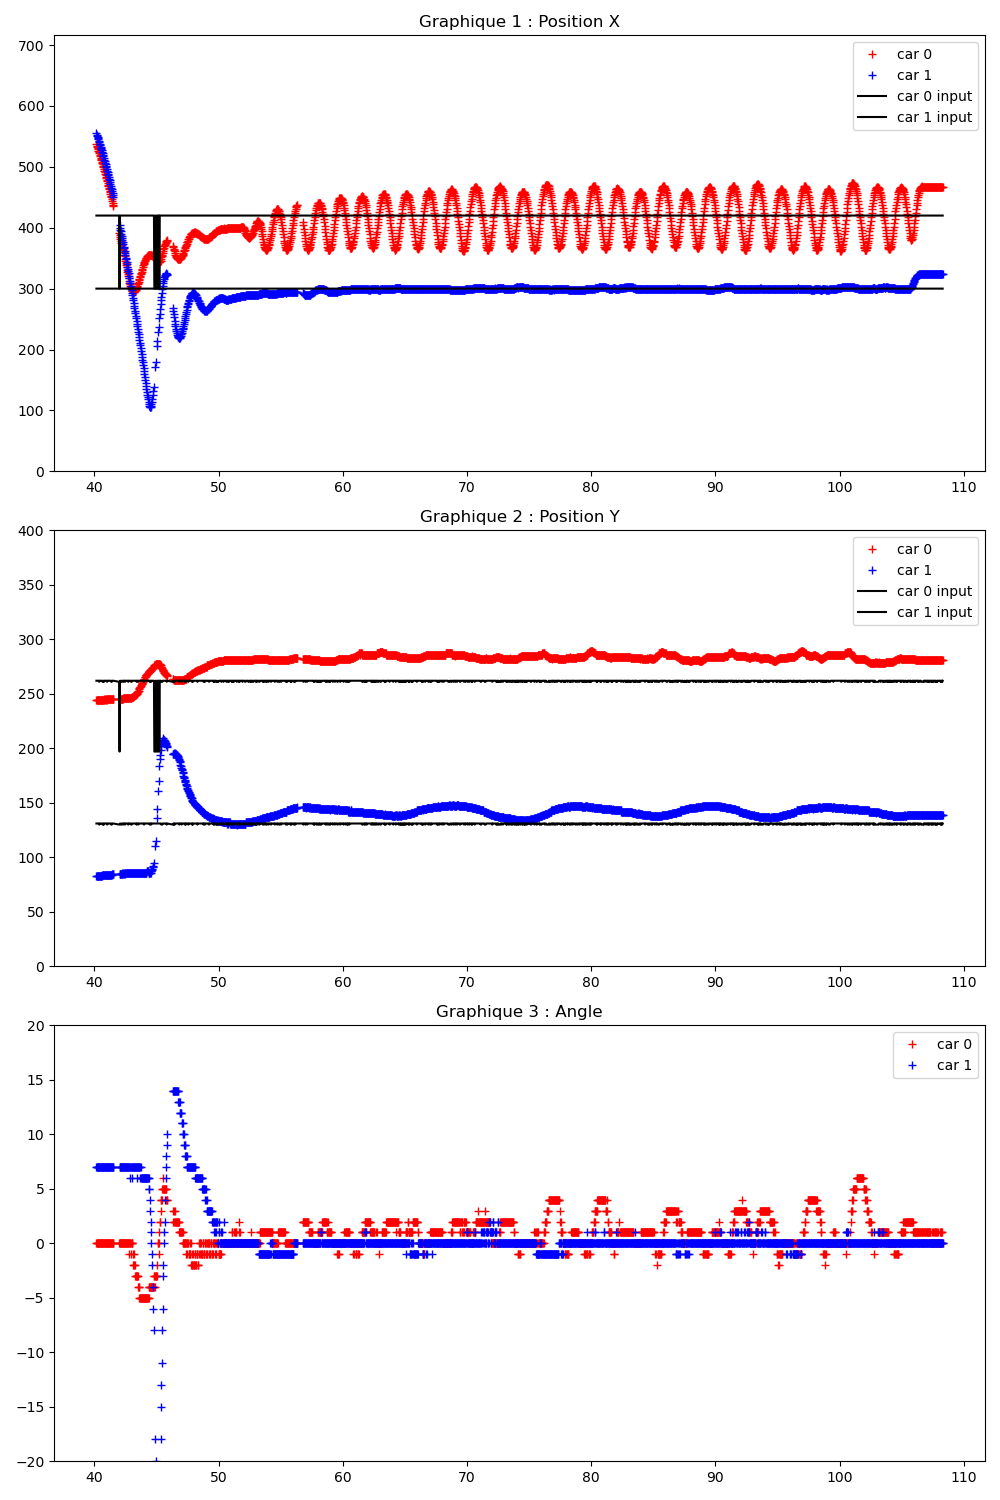 Graphique 1 : Position X
700
600
500
400
300
200
100
0
car 0
car 1
car 0 input
car 1 input
40 50 60 70 80 90 100 110
Graphique 2 : Position Y
400
350
300
250
200
150
100
50
0
car 0
car 1
car 0 input
car 1 input
40 50 60 70 80 90 100 110
Graphique 3 : Angle
20
15
10
5
0
−5
−10
−15
−20
car 0
car 1
40 50 60 70 80 90 100 110